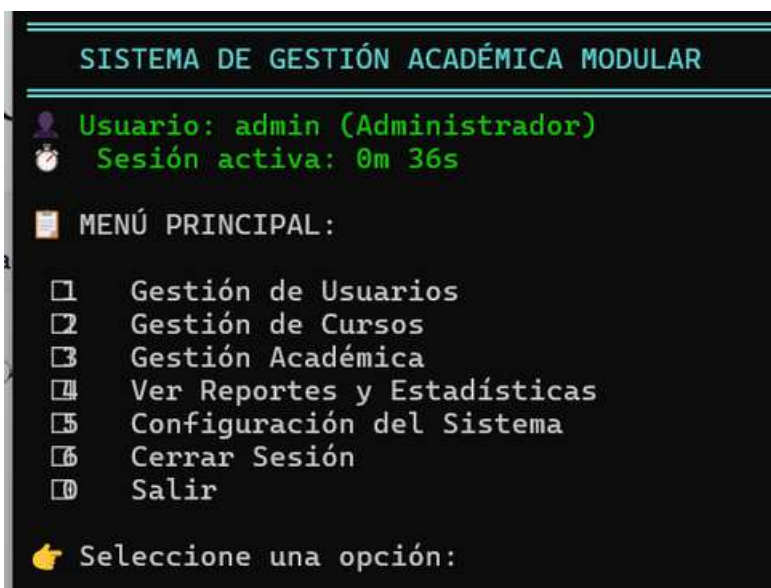 SISTEMA DE GESTIÓN ACADÉMICA MODULAR
Usuario: admin (Administrador)
Sesión activa: 0m 36s
MENÚ PRINCIPAL:
1 Gestión de Usuarios
2 Gestión de Cursos
3 Gestión Académica
4 Ver Reportes y Estadísticas
5 Configuración del Sistema
6 Cerrar Sesión
0 Salir
Seleccione una opción: